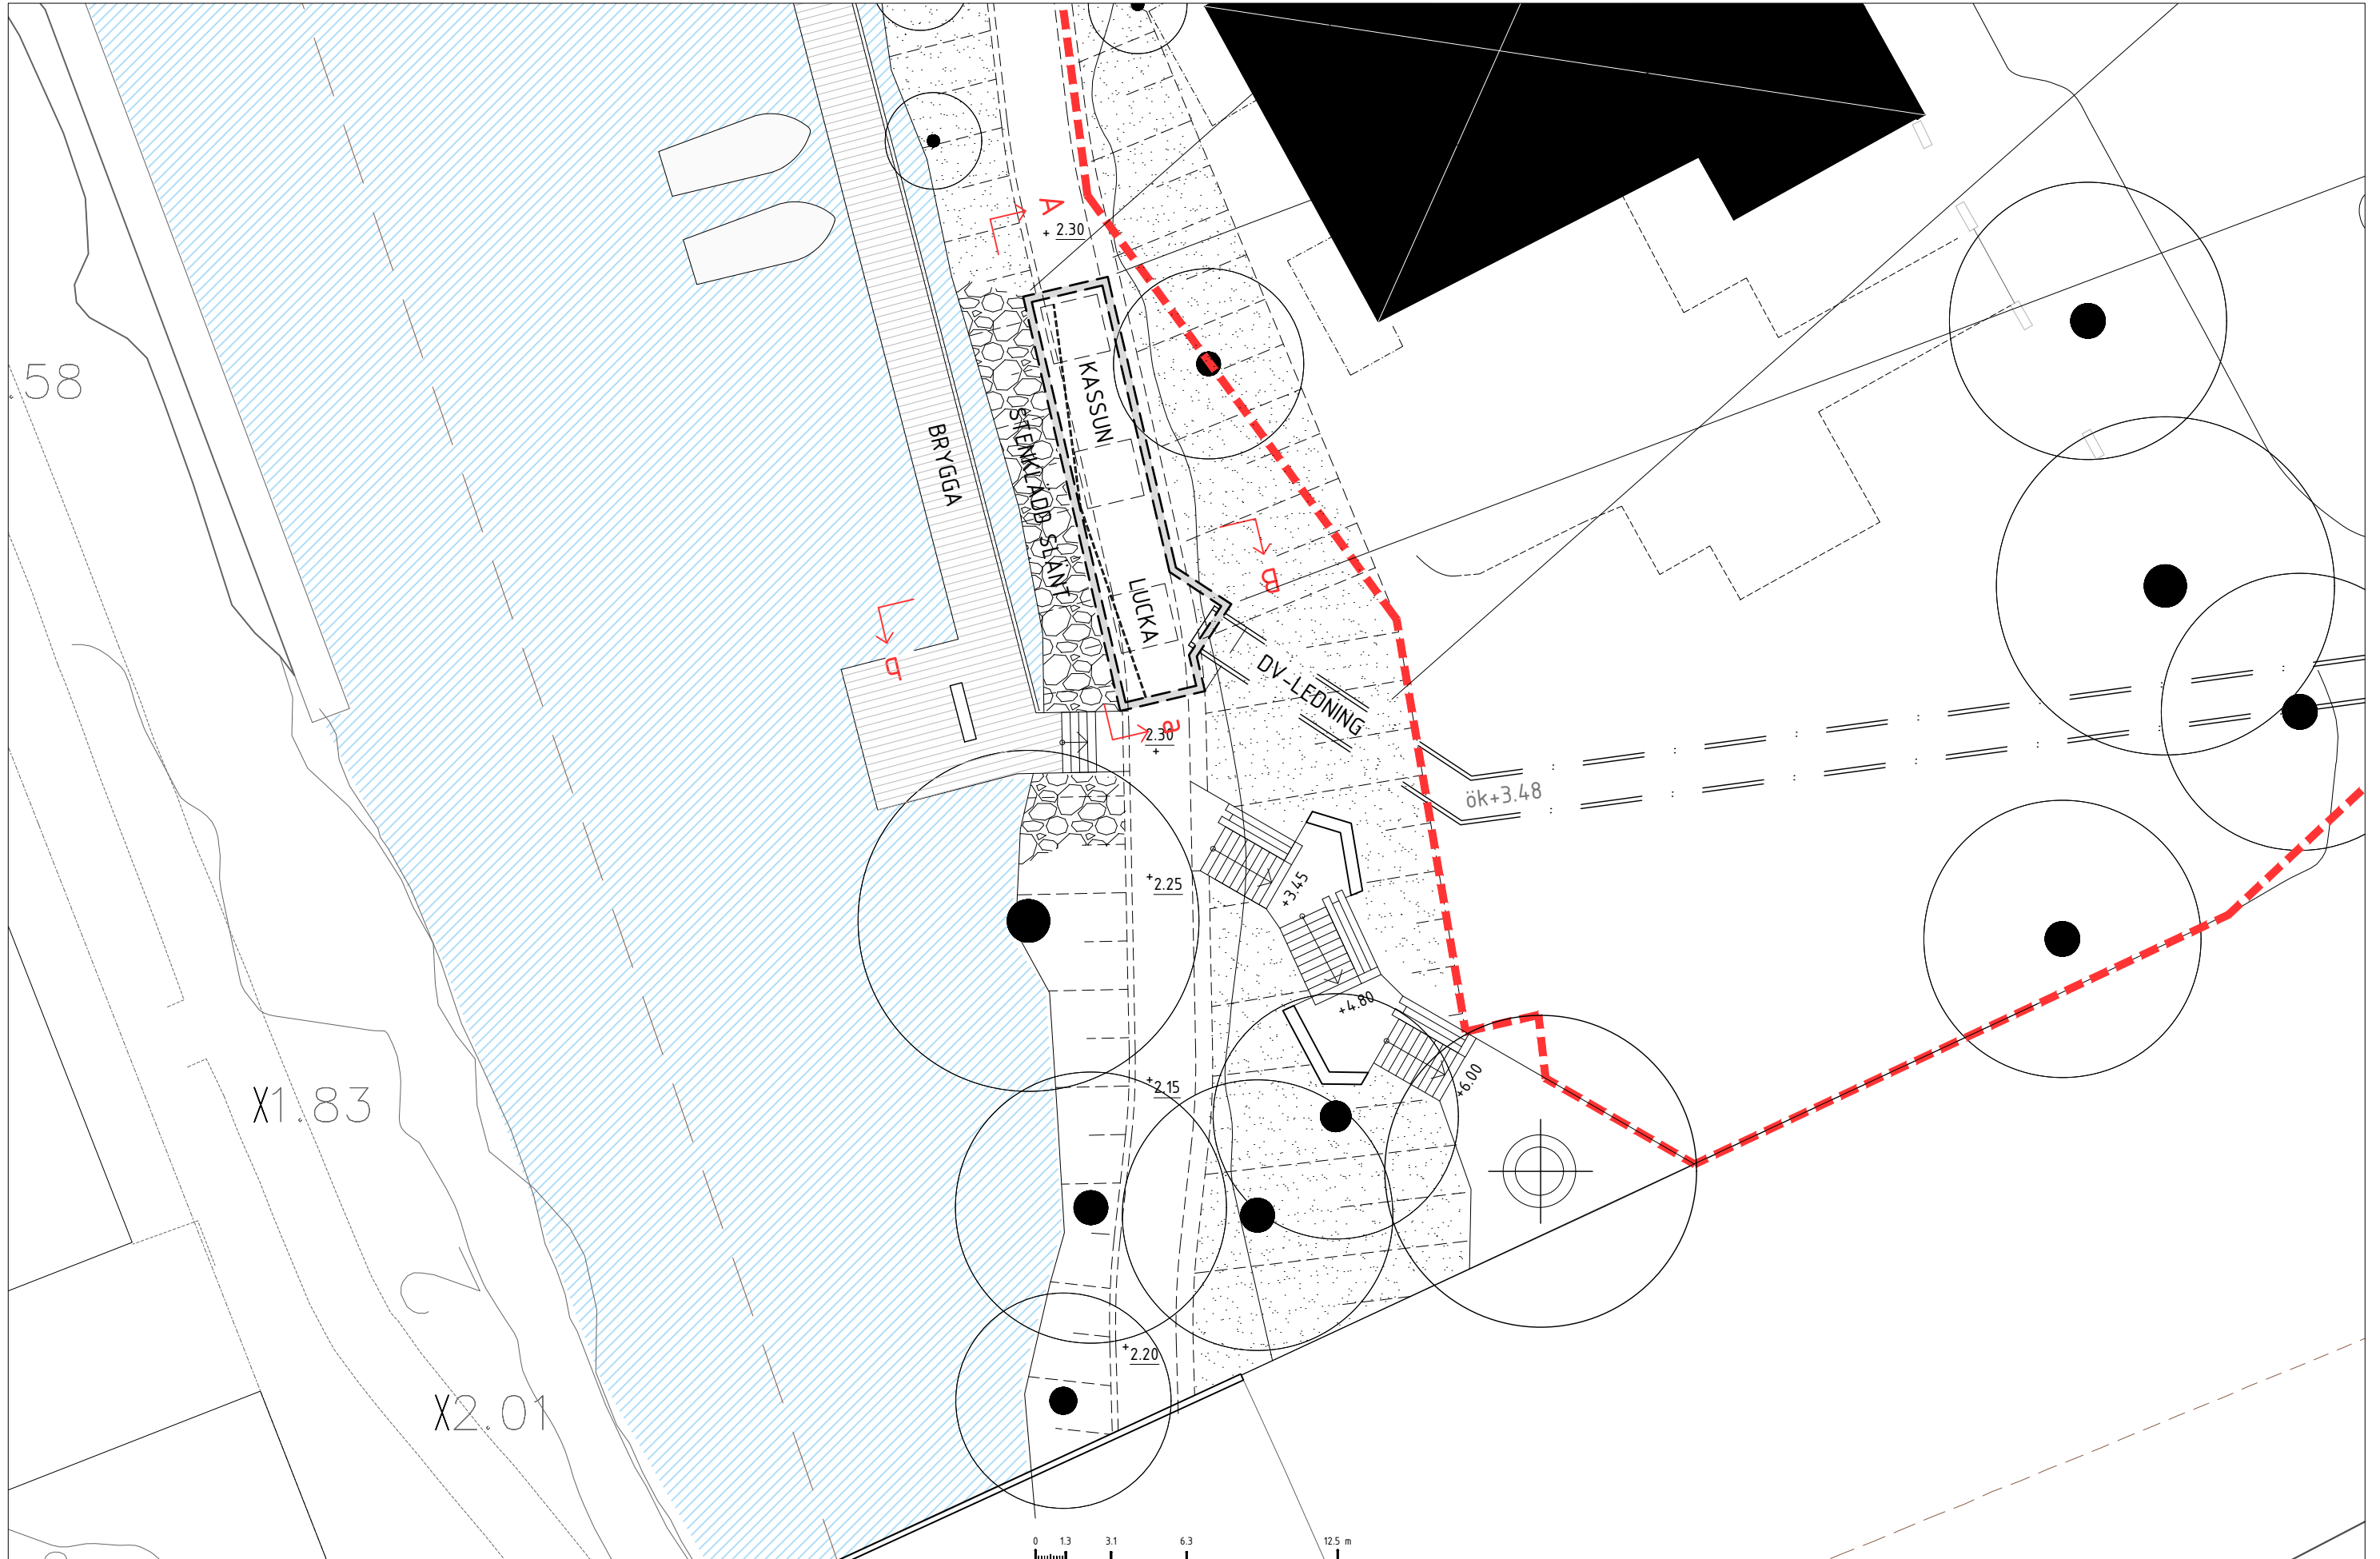 A
+ 2.30
.58
KASSUN
BRYGGA
STENKLÄDD SLÄNT
B
LUCKA
b
DV-LEDNING
a
2.30
+
ök+3.48
+2.25
+3.45
+4.80
+6.00
+2.15
X1.83
+2.20
X2.01
0 1.3 3.1 6.3 12.5 m